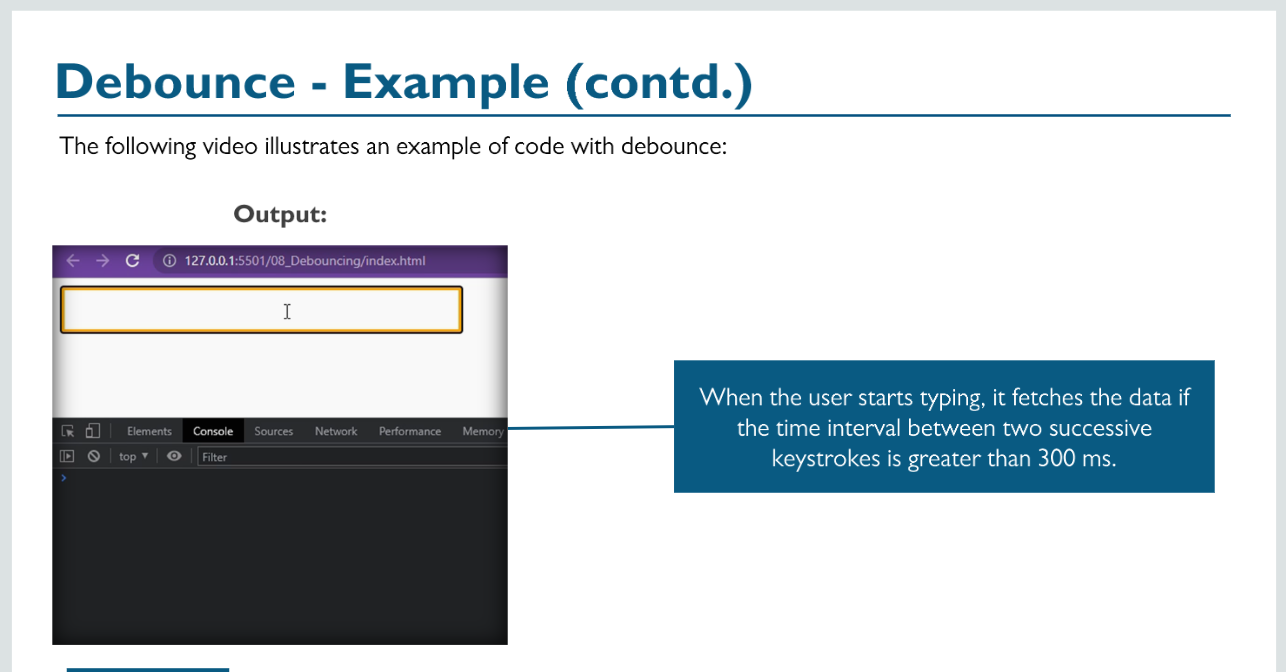 Debounce - Example (contd.)
The following video illustrates an example of code with debounce:
Output:
127.0.0.1:5501/08_Debouncing/index.html
Elements Console Sources Network Performance Memory
top Filter
When the user starts typing, it fetches the data if
the time interval between two successive
keystrokes is greater than 300 ms.